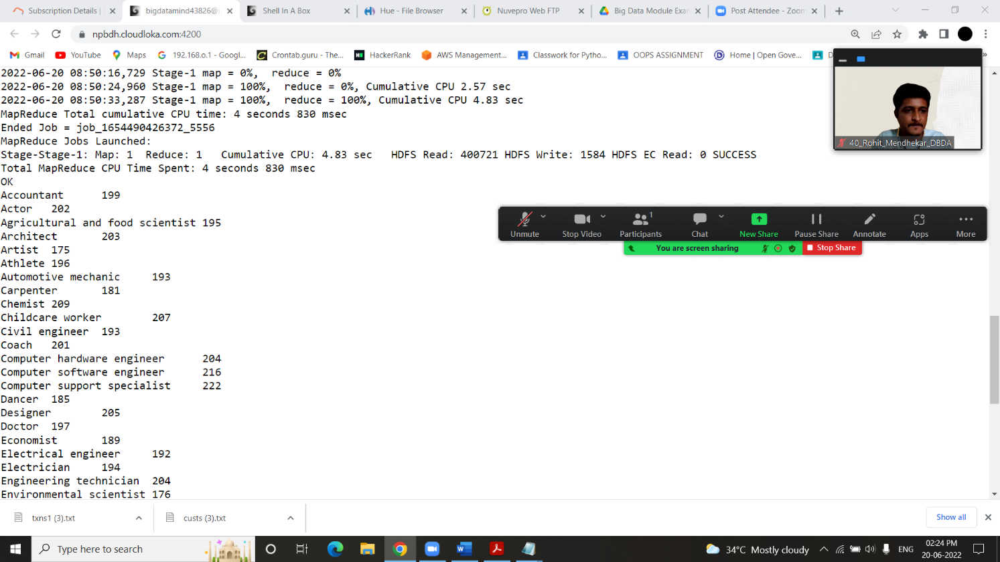 Subscription Details |
bigdatamind43826@
Shell In A Box
Hue - File Browser
Nuvepro Web FTP
Big Data Module Exam
Post Attendee - Zoom
npbdh.cloudloka.com:4200
Gmail
YouTube
Maps
192.168.o.1 - Googl...
Crontab.guru - The...
HackerRank
AWS Management...
Classwork for Pytho...
OOPS ASSIGNMENT
Home | Open Gove...
D
»
2022-06-20 08:50:16,729 Stage-1 map = 0%,  reduce = 0%
2022-06-20 08:50:24,960 Stage-1 map = 100%,  reduce = 0%, Cumulative CPU 2.57 sec
2022-06-20 08:50:33,287 Stage-1 map = 100%,  reduce = 100%, Cumulative CPU 4.83 sec
MapReduce Total cumulative CPU time: 4 seconds 830 msec
Ended Job = job_1654490426372_5556
MapReduce Jobs Launched:
Stage-Stage-1: Map: 1  Reduce: 1   Cumulative CPU: 4.83 sec   HDFS Read: 400721 HDFS Write: 1584 HDFS EC Read: 0 SUCCESS
Total MapReduce CPU Time Spent: 4 seconds 830 msec
OK
Accountant      199
Actor   202
Agricultural and food scientist 195
Architect       203
Artist  175
Athlete 196
Automotive mechanic     193
Carpenter       181
Chemist 209
Childcare worker        207
Civil engineer  193
Coach   201
Computer hardware engineer      204
Computer software engineer      216
Computer support specialist     222
Dancer  185
Designer        205
Doctor  197
Economist       189
Electrical engineer     192
Electrician     194
Engineering technician  204
Environmental scientist 176
40_Rohit_Mendhekar_DBDA
Unmute
Stop Video
1
Participants
Chat
New Share
Pause Share
Annotate
Apps
More
You are screen sharing
Stop Share
txns1 (3).txt
custs (3).txt
Show all
Type here to search
34°C Mostly cloudy
ENG
02:24 PM
20-06-2022